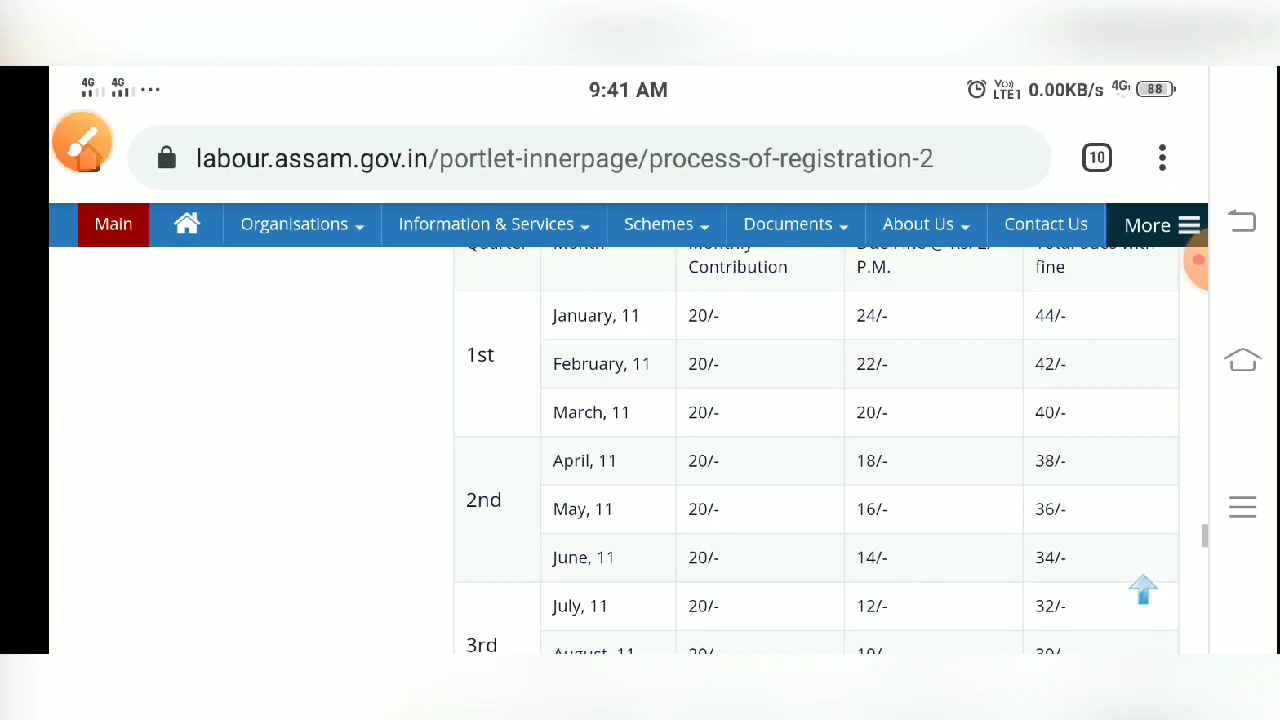 4G 4G ... 9:41 AM Vo)) LTE1 0.00KB/s 4G 88
labour.assam.gov.in/portlet-innerpage/process-of-registration-2 10
Main Organisations Information & Services Schemes Documents About Us Contact Us More
Contribution P.M. fine
1st
January, 11 20/- 24/- 44/-
February, 11 20/- 22/- 42/-
March, 11 20/- 20/- 40/-
2nd
April, 11 20/- 18/- 38/-
May, 11 20/- 16/- 36/-
June, 11 20/- 14/- 34/-
3rd
July, 11 20/- 12/- 32/-